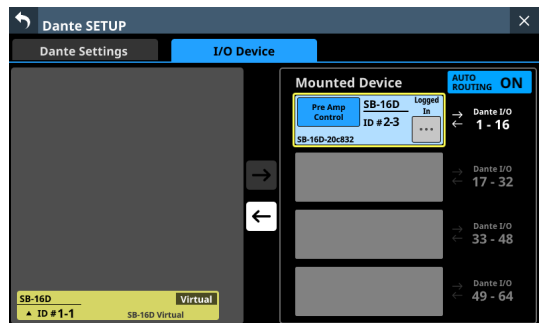 Dante SETUP
Dante Settings
I/O Device
Mounted Device
AUTO ROUTING ON
Pre Amp Control
SB-16D
Logged In
ID #2-3
...
SB-16D-20c832
Dante I/O
1 - 16
Dante I/O
17 - 32
Dante I/O
33 - 48
Dante I/O
49 - 64
SB-16D
Virtual
ID #1-1
SB-16D Virtual